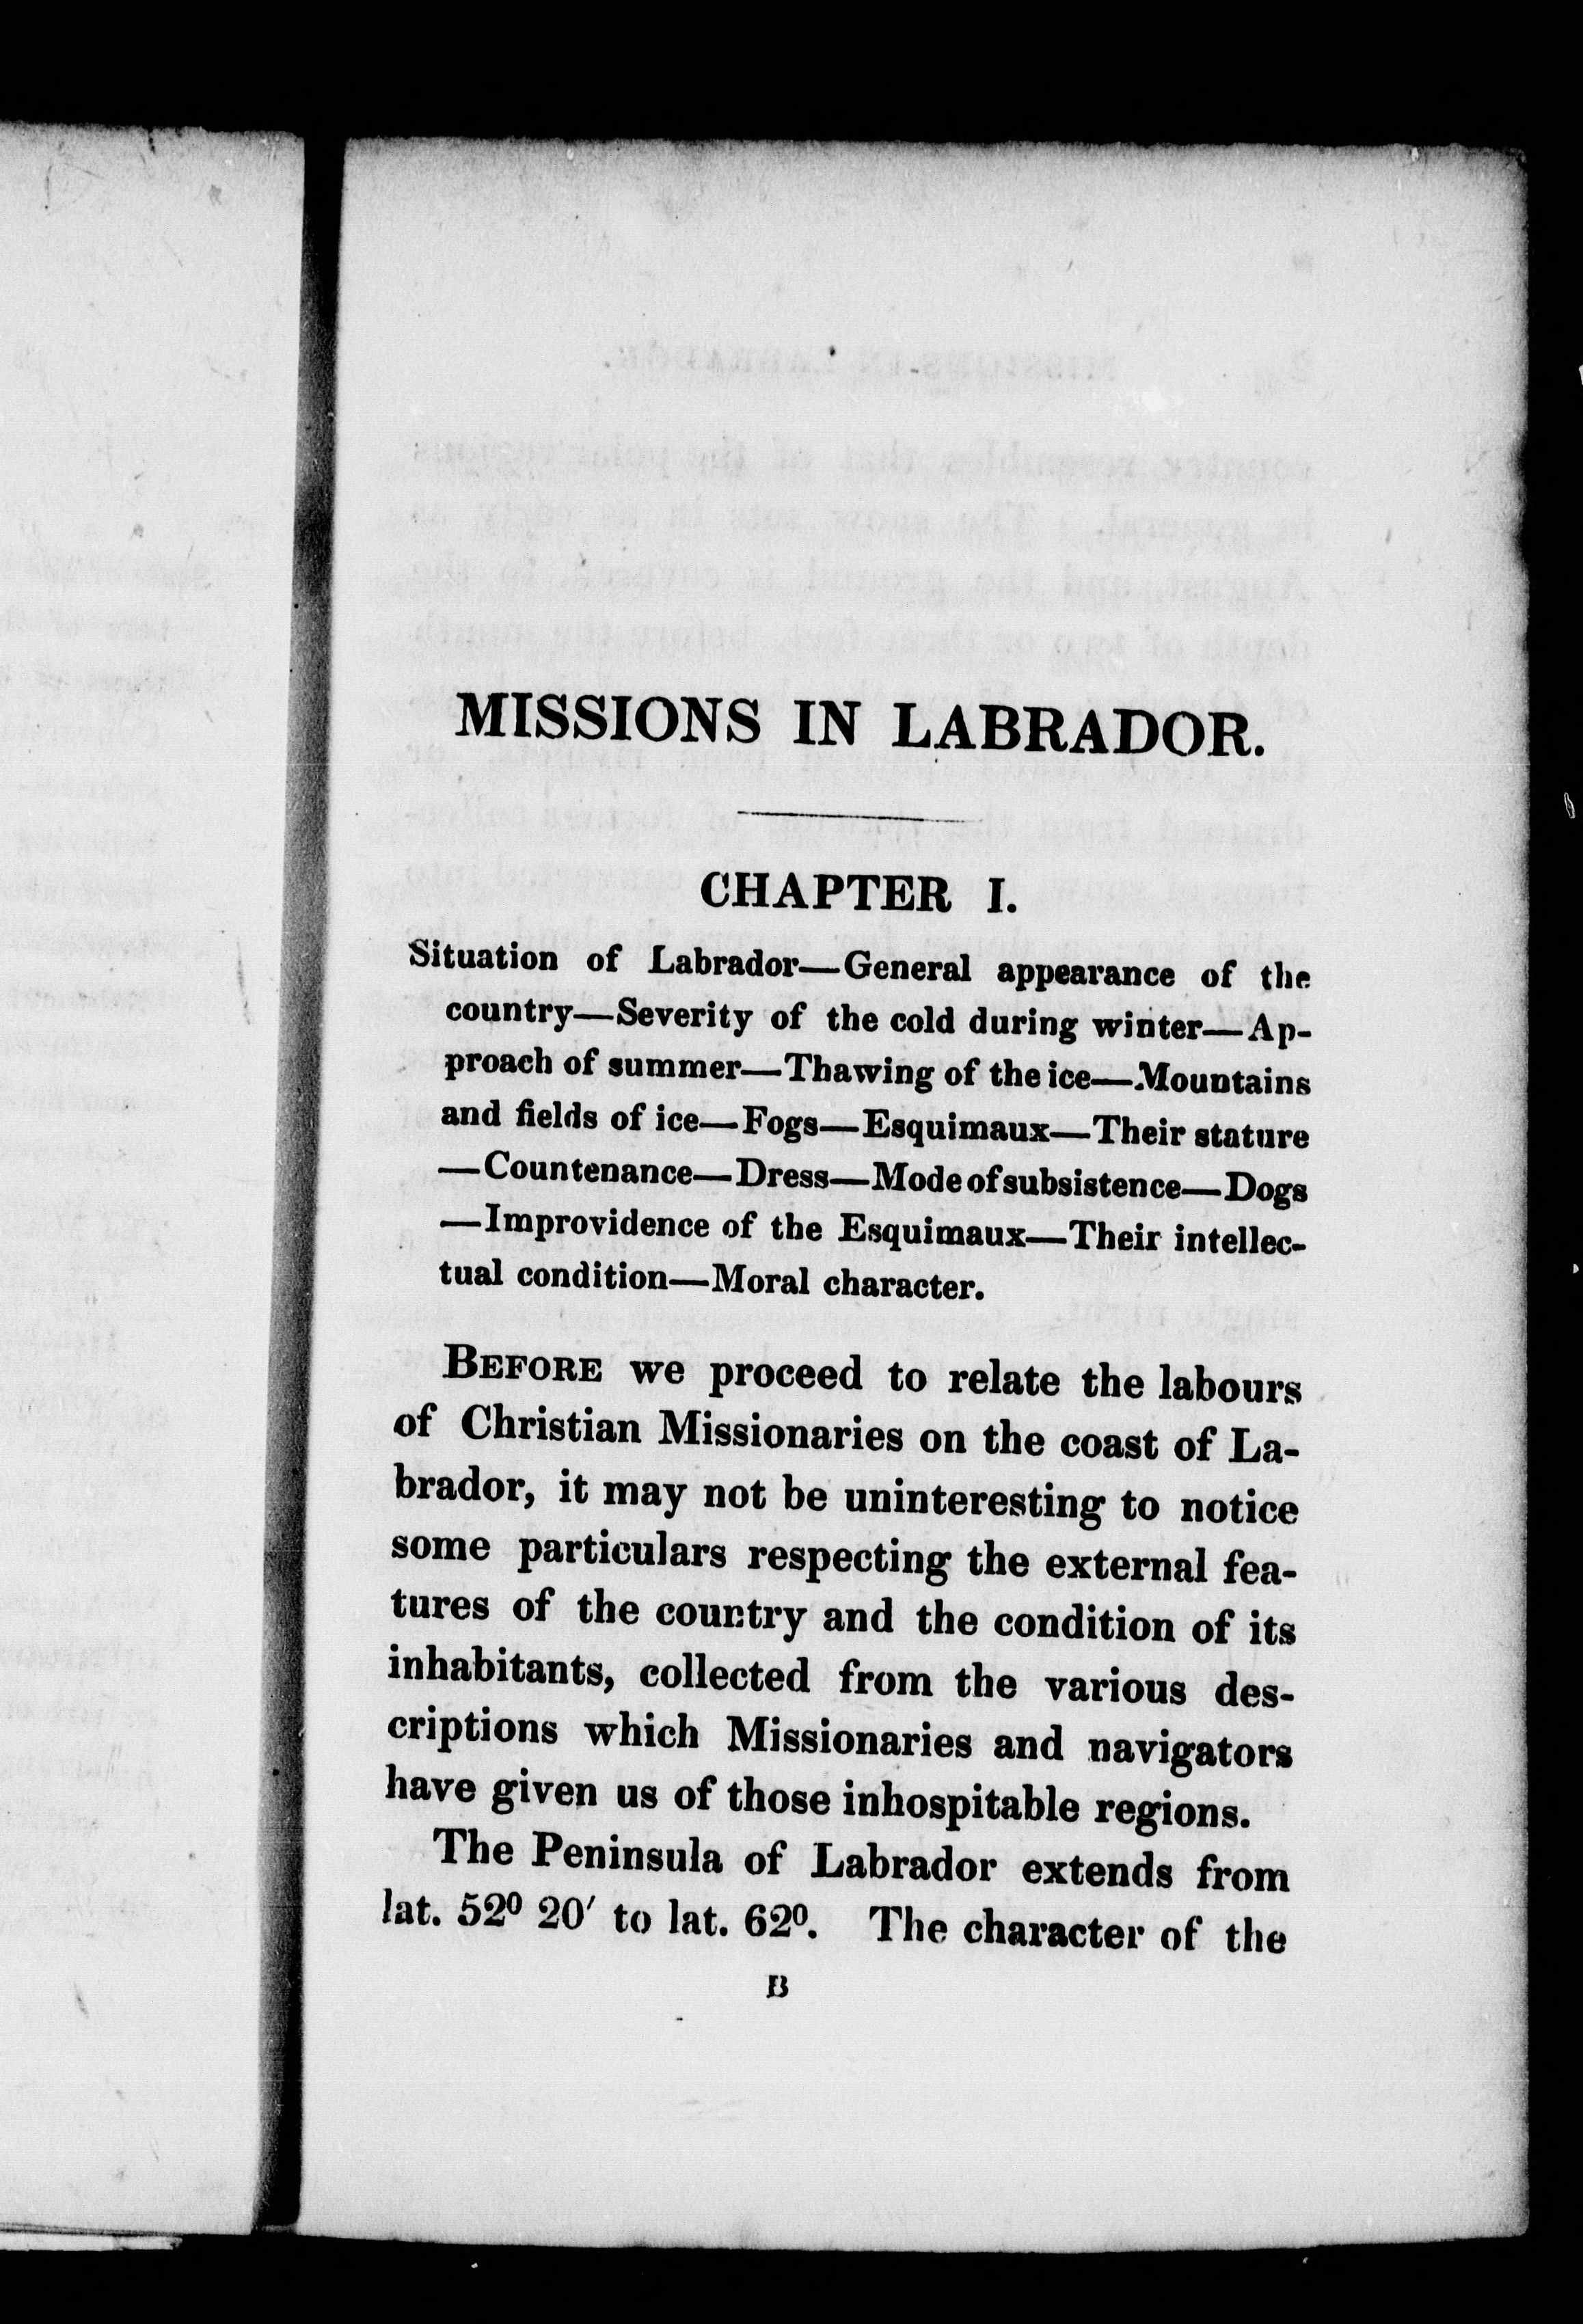 MISSIONS IN LABRADOR.
CHAPTER I.
Situation of Labrador—General appearance of the
country—Severity of the cold during winter—Ap-
proach of summer—Thawing of the ice—Mountains
and fields of ice—Fogs—Esquimaux—Their stature
—Countenance—Dress—Mode of subsistence—Dogs
—Improvidence of the Esquimaux—Their intellec-
tual condition—Moral character.
BEFORE we proceed to relate the labours
of Christian Missionaries on the coast of La-
brador, it may not be uninteresting to notice
some particulars respecting the external fea-
tures of the country and the condition of its
inhabitants, collected from the various des-
criptions which Missionaries and navigators
have given us of those inhospitable regions.
The Peninsula of Labrador extends from
lat. 52⁰ 20′ to lat. 62⁰. The character of the
B